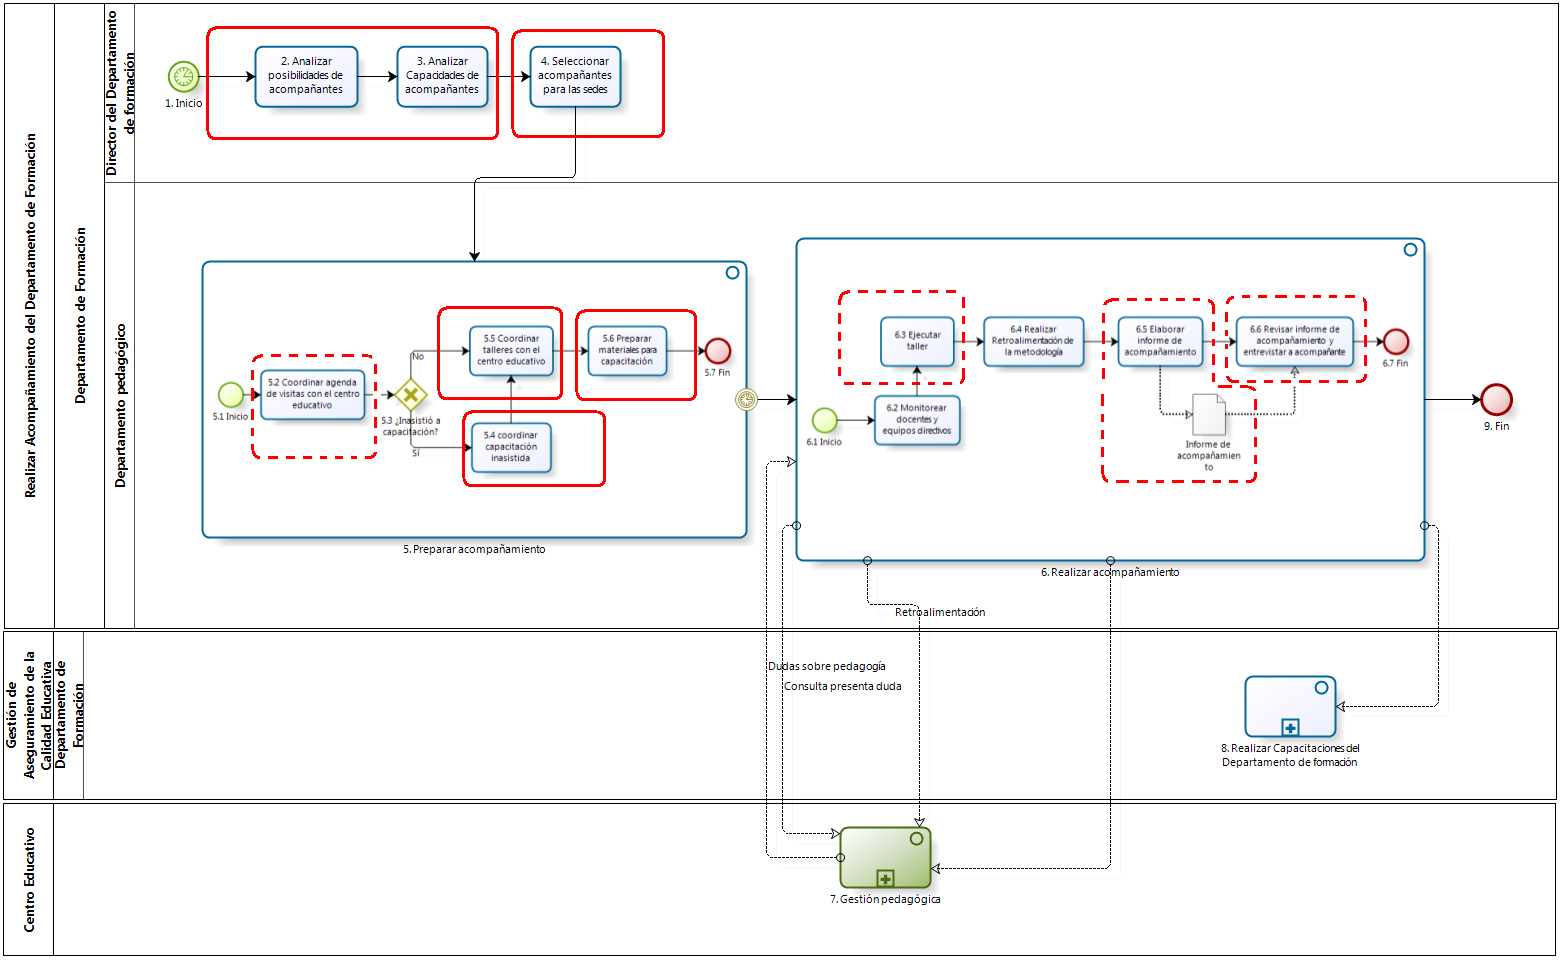 Realizar Acompañamiento del Departamento de Formación
Departamento de Formación
Director del Departamento
de formación
1. Inicio
2. Analizar
posibilidades de
acompañantes
3. Analizar
Capacidades de
acompañantes
4. Seleccionar
acompañantes
para las sedes
Departamento pedagógico
5.1 Inicio
5.2 Coordinar agenda
de visitas con el centro
educativo
5.3 ¿Inasistió a
capacitación?
No
Sí
5.4 coordinar
capacitación
inasistida
5.5 Coordinar
talleres con el
centro educativo
5.6 Preparar
materiales para
capacitación
5.7 Fin
5. Preparar acompañamiento
6.1 Inicio
6.2 Monitorear
docentes y
equipos directivos
6.3 Ejecutar
taller
6.4 Realizar
Retroalimentación de
la metodología
6.5 Elaborar
informe de
acompañamiento
Informe de
acompañamien
to
6.6 Revisar informe de
acompañamiento y
entrevistar a acompañante
6.7 Fin
6. Realizar acompañamiento
9. Fin
Retroalimentación
Gestión de
Aseguramiento de la
Calidad Educativa
Departamento de
Formación
Dudas sobre pedagogía
Consulta presenta duda
8. Realizar Capacitaciones del
Departamento de formación
Centro Educativo
7. Gestión pedagógica